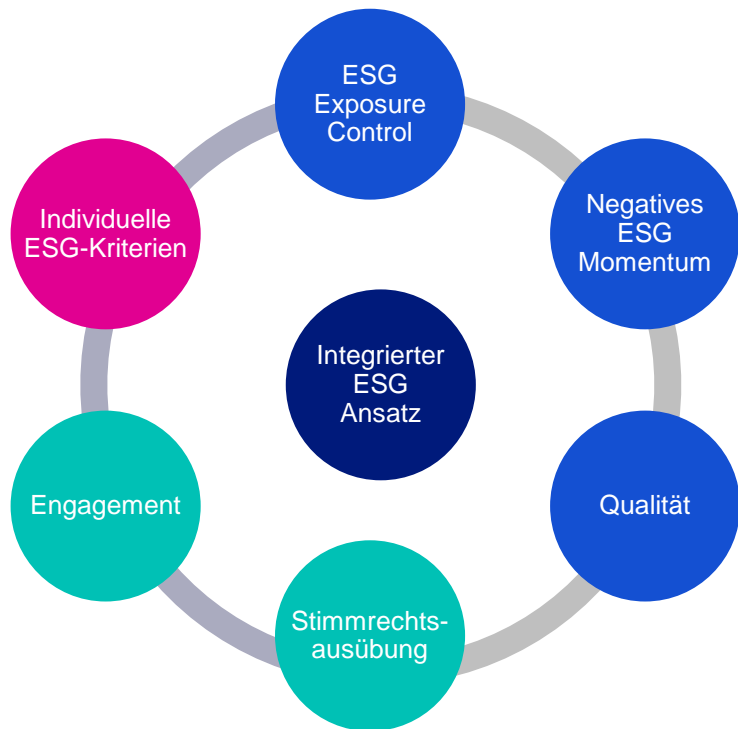 ESG
Exposure
Control
Negatives
ESG
Momentum
Qualität
Stimmrechts-
ausübung
Engagement
Individuelle
ESG-Kriterien
Integrierter
ESG
Ansatz